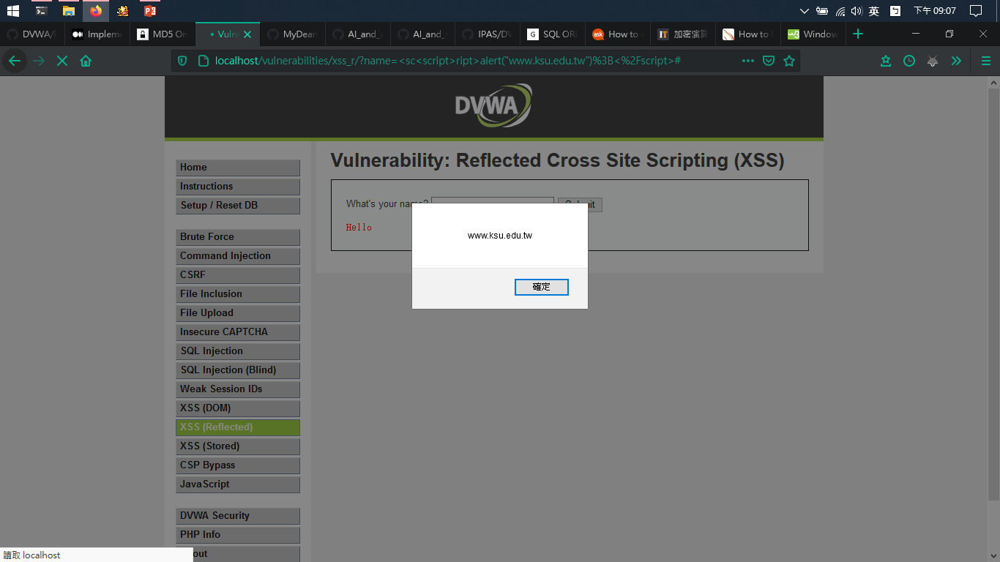 英
下午 09:07
DVWA/
Impleme
MD5 On
Vuln
MyDear
AI_and_
AI_and_
IPAS/DV
SQL ORI
ask
How to
IT
加密演算
How to
W3
Window
localhost/vulnerabilities/xss_r/?name=<sc<script>ript>alert("www.ksu.edu.tw")%3B<%2Fscript>#
DVWA
Vulnerability: Reflected Cross Site Scripting (XSS)
Home
Instructions
Setup / Reset DB
Brute Force
Command Injection
CSRF
File Inclusion
File Upload
Insecure CAPTCHA
SQL Injection
SQL Injection (Blind)
Weak Session IDs
XSS (DOM)
XSS (Reflected)
XSS (Stored)
CSP Bypass
JavaScript
DVWA Security
PHP Info
out
What's your name?
Hello
www.ksu.edu.tw
確定
讀取 localhost